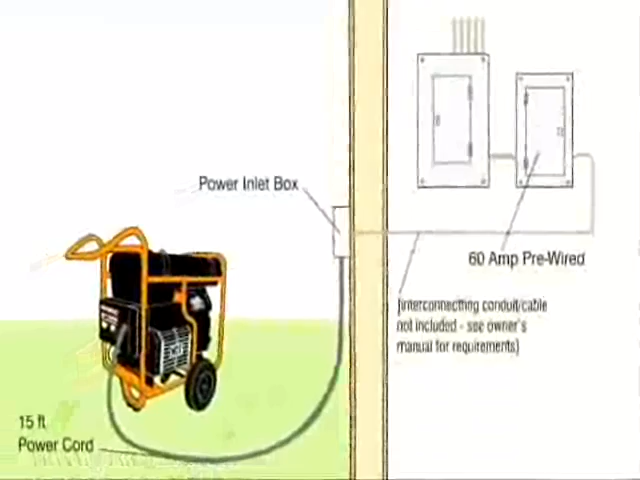 Power Inlet Box
60 Amp Pre-Wired
(interconnecting conduit/cable
not included - see owner's
manual for requirements)
15 ft
Power Cord